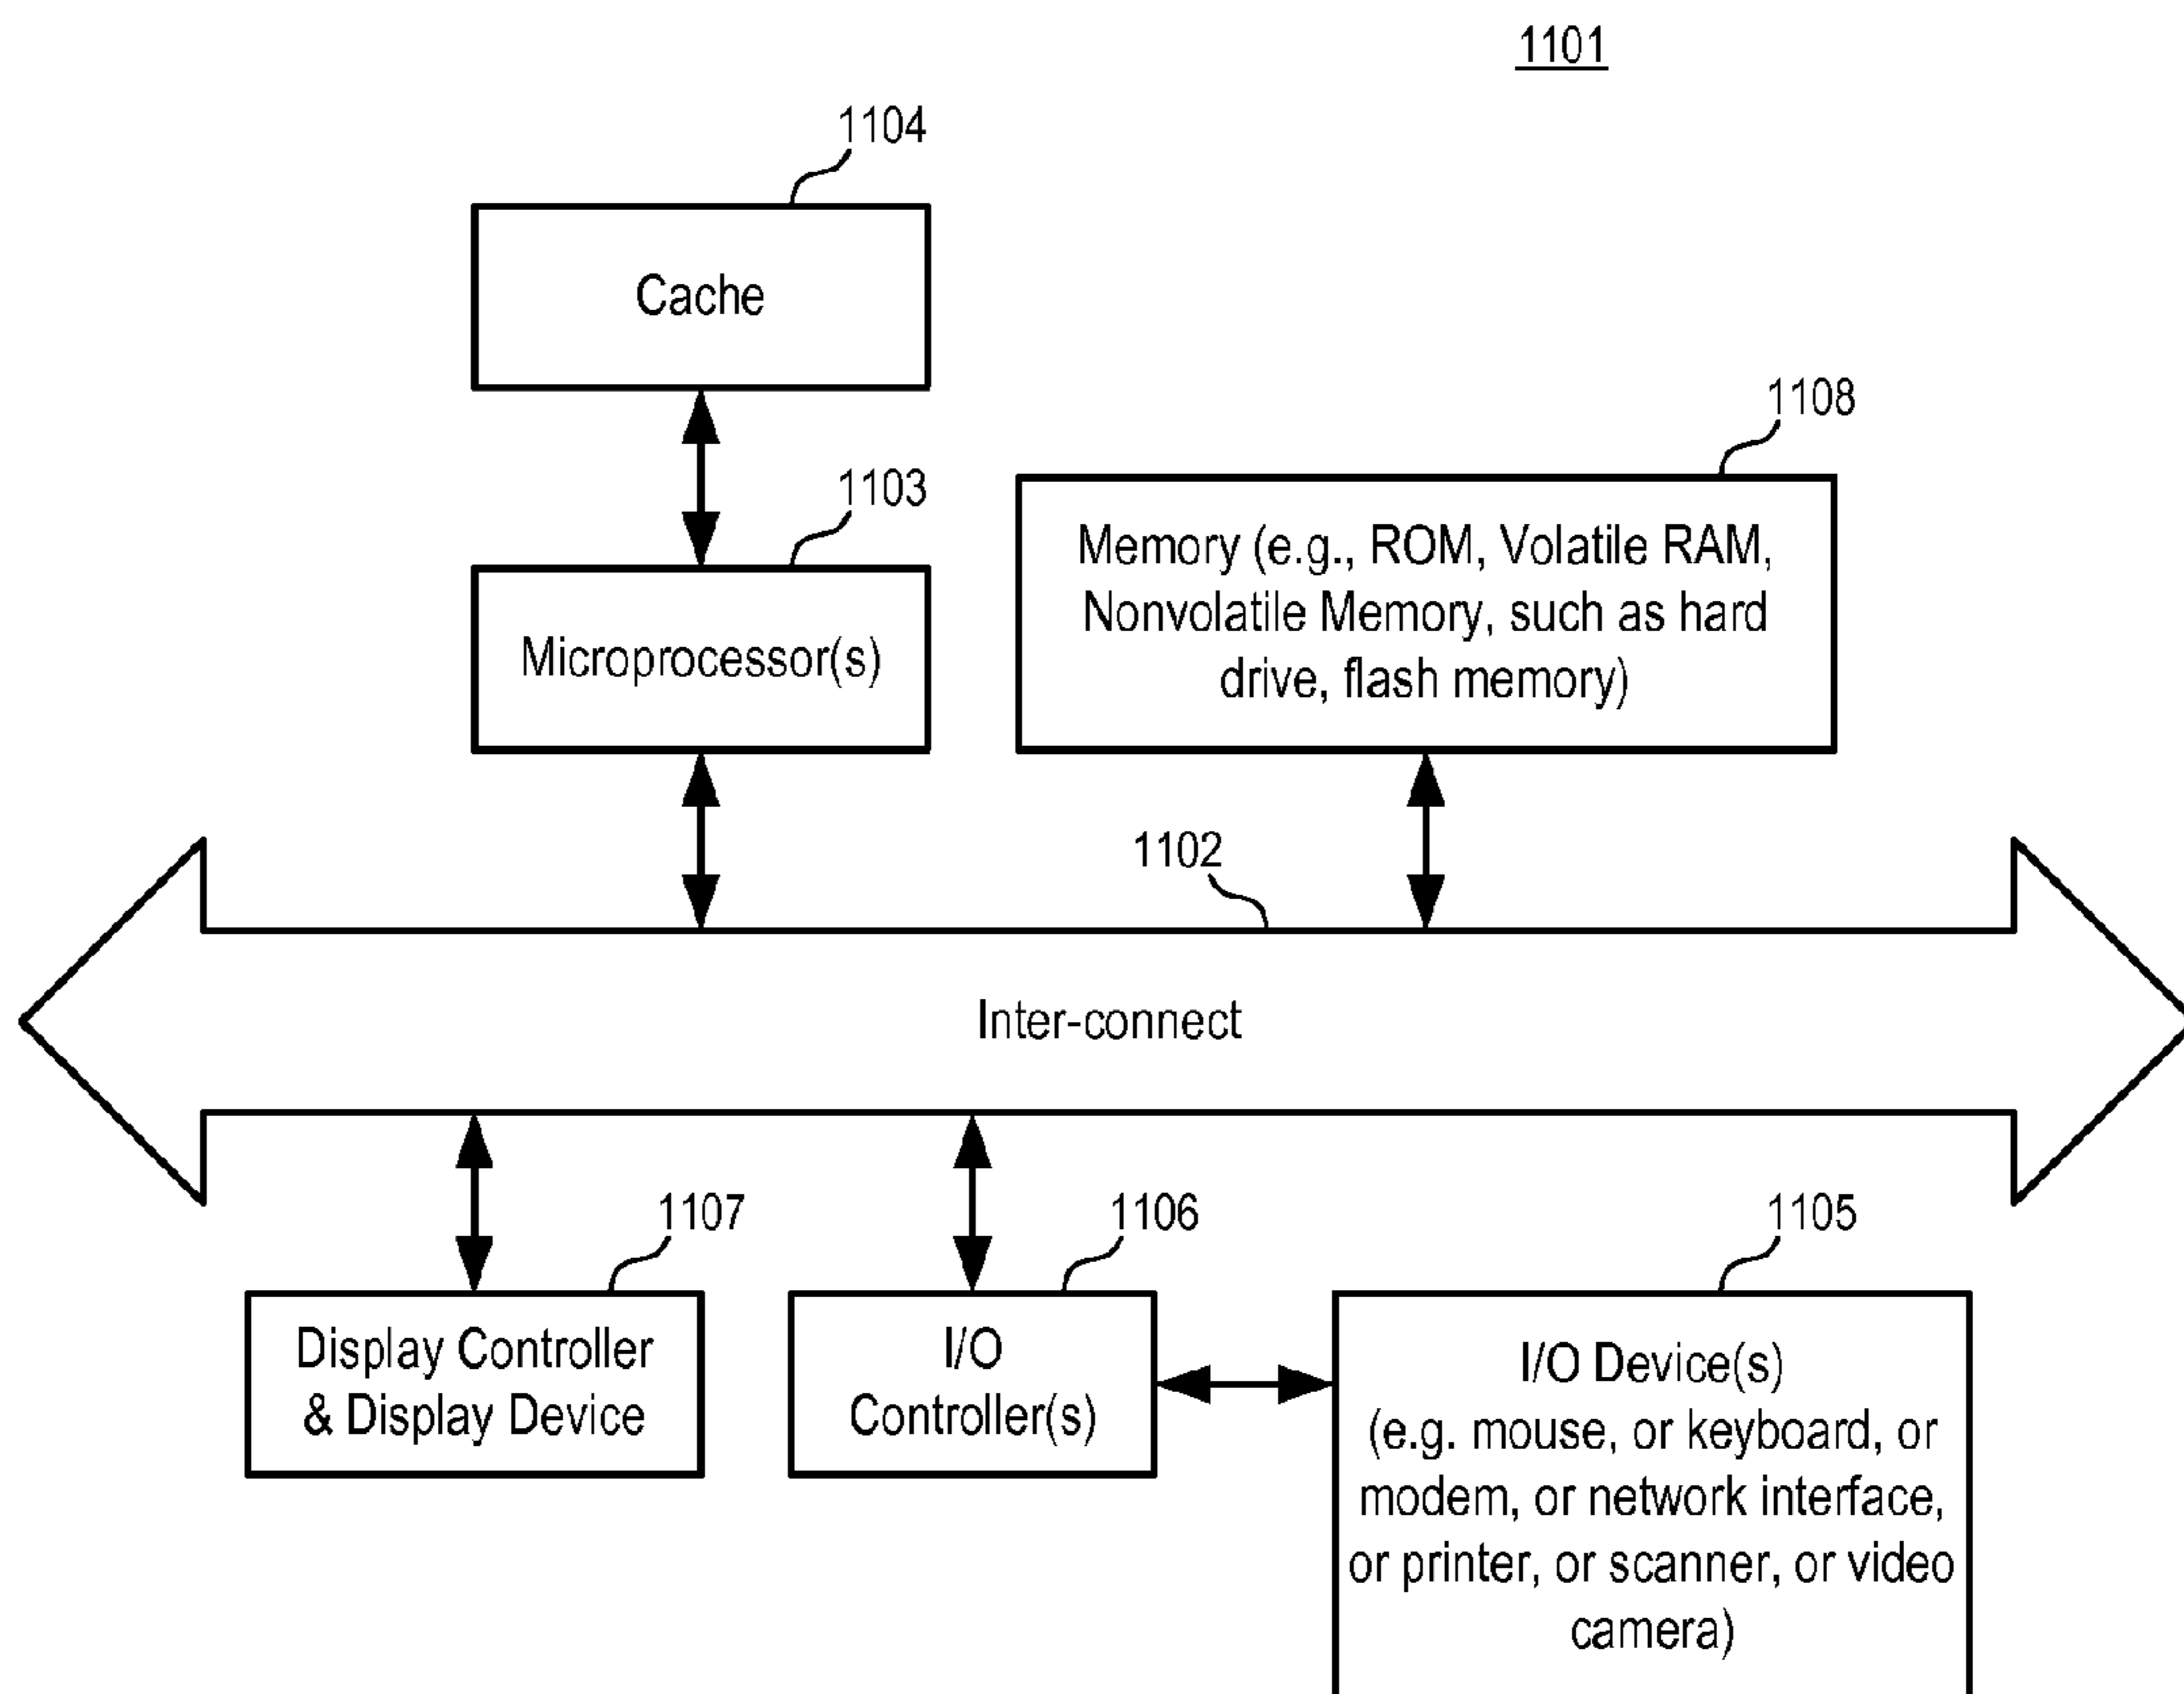 1101
1104
Cache
1108
1103
Memory (e.g., ROM, Volatile RAM,
Nonvolatile Memory, such as hard
drive, flash memory)
Microprocessor(s)
1102
Inter-connect
1107
1106
1105
Display Controller
& Display Device
I/O
Controller(s)
I/O Device(s)
(e.g. mouse, or keyboard, or
modem, or network interface,
or printer, or scanner, or video
camera)